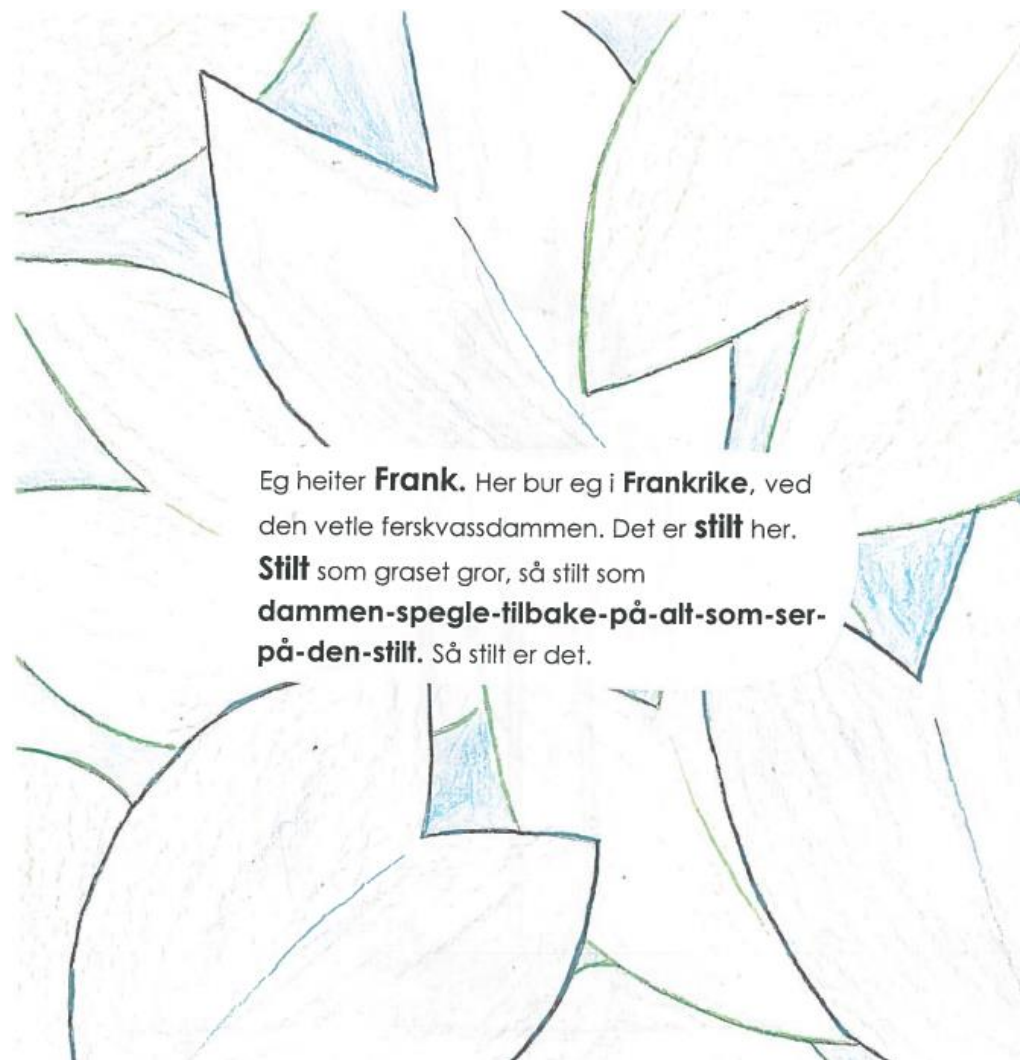 Eg heiter Frank. Her bur eg i Frankrike, ved
den vetle ferskvassdammen. Det er stilt her.
Stilt som graset gror, så stilt som
dammen-spegle-tilbake-på-alt-som-ser-
på-den-stilt. Så stilt er det.